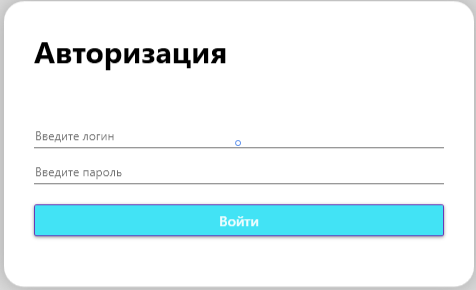 Авторизация
Введите логин
Введите пароль
Войти